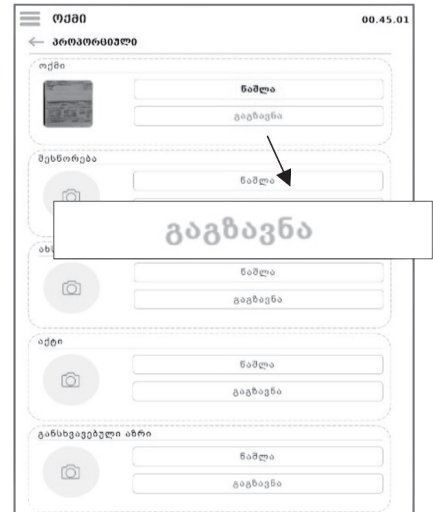 ოქმი 00.45.01
← პროპორციული
ოქმი
წაშლა
გაგზავნა
შესწორება
წაშლა
გაგზავნა
წაშლა
გაგზავნა
აქტი
წაშლა
გაგზავნა
განსხვავებული აზრი
წაშლა
გაგზავნა